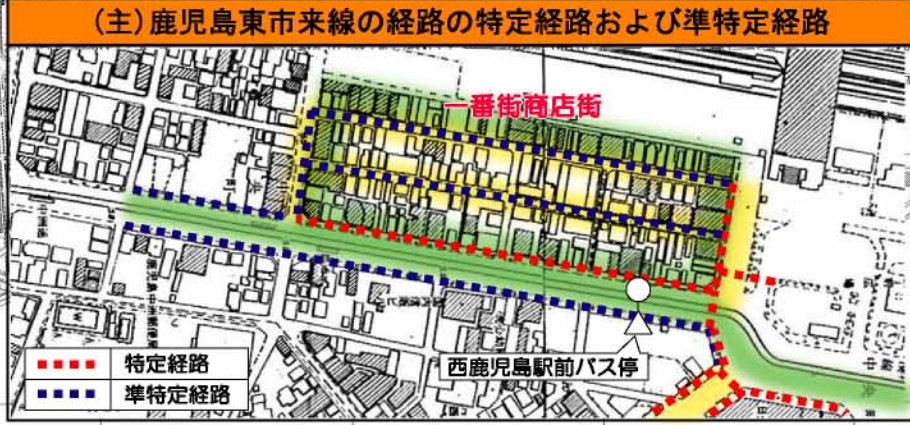 (主)鹿児島東市来線の経路の特定経路および準特定経路
一番街商店街
西鹿児島駅前バス停
特定経路
準特定経路